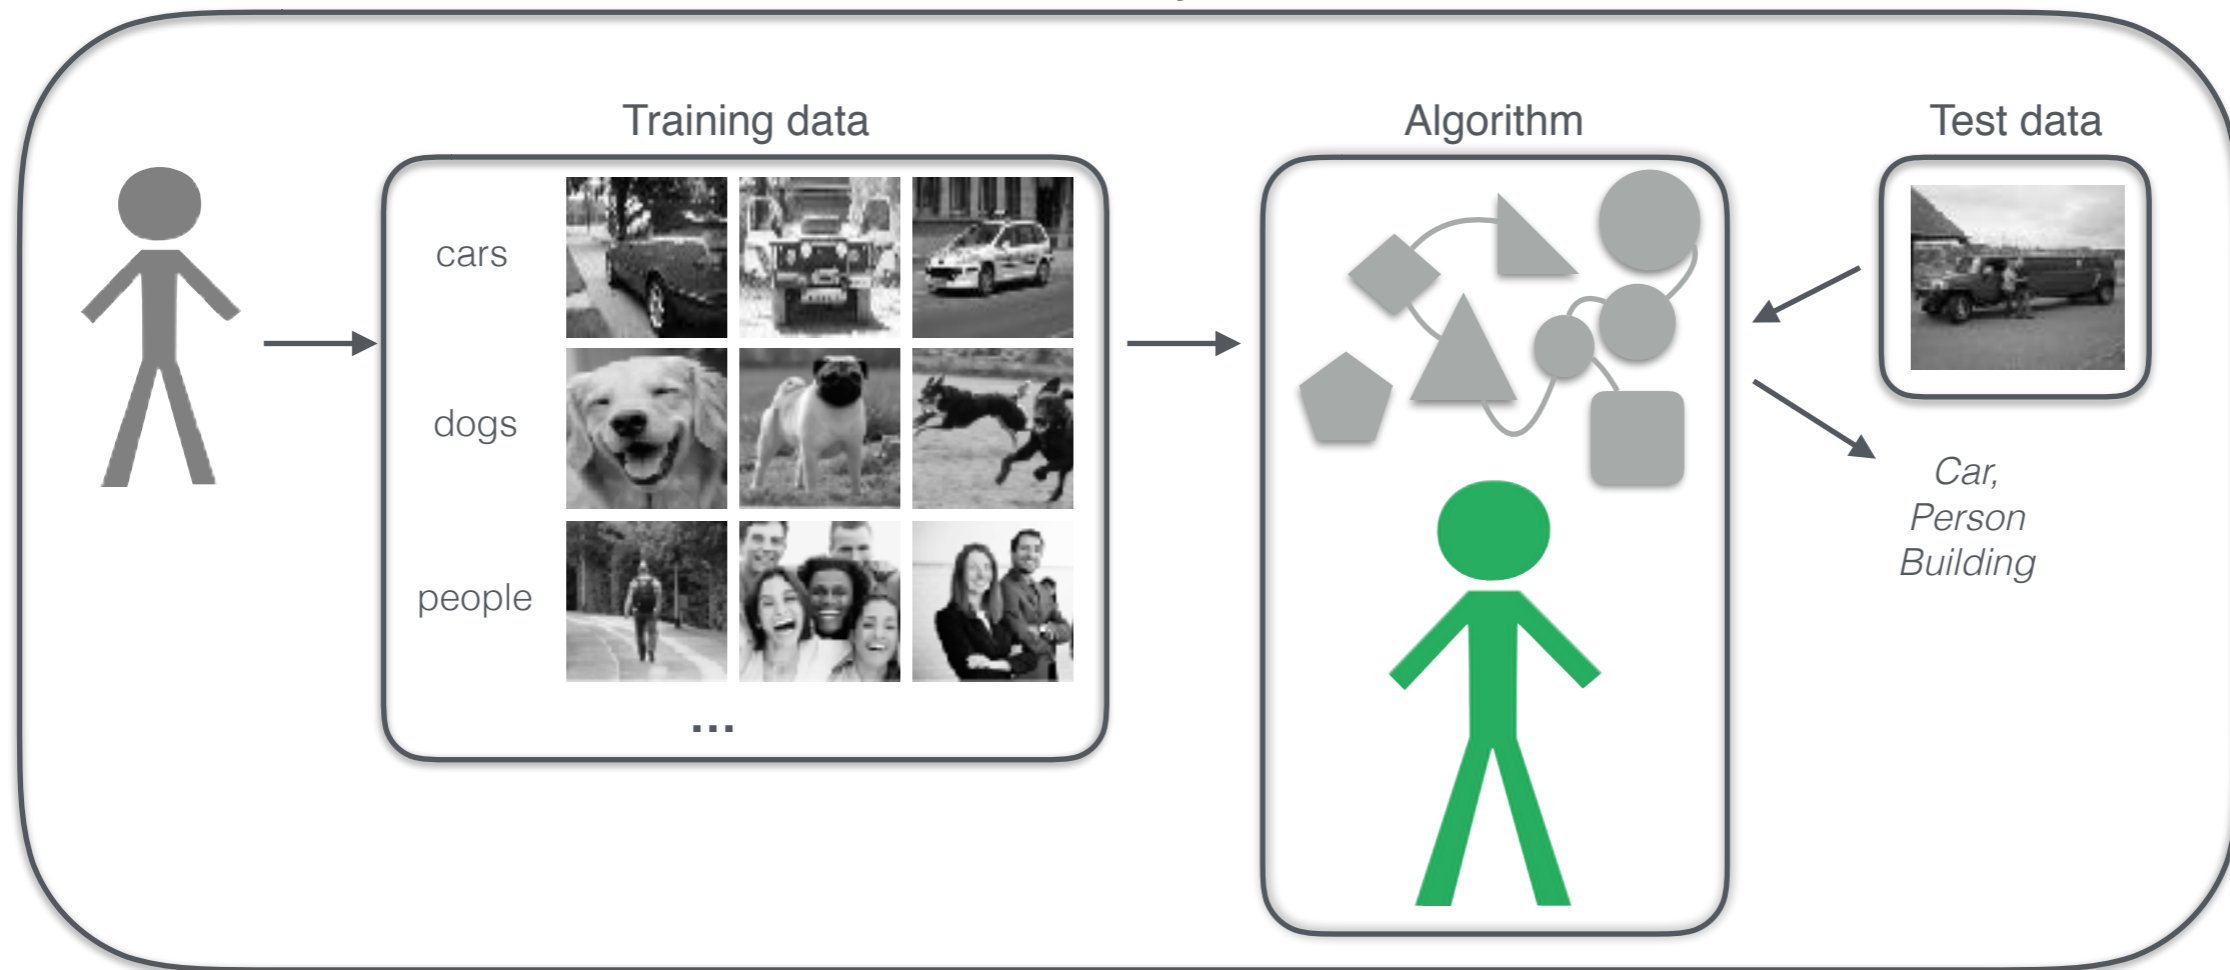 Training data
Algorithm
Test data
cars
dogs
people
...
Car,
Person
Building